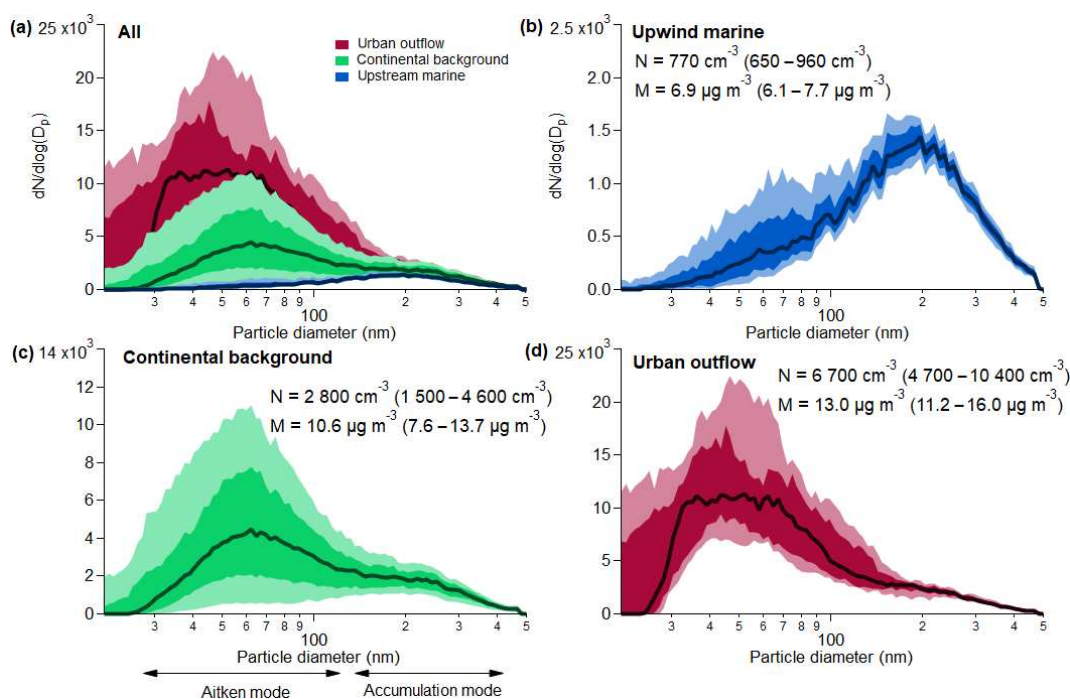 (a)
All
25x10³
20
15
10
5
0
dN/dlog(Dp)
Urban outflow
Continental background
Upstream marine
3 4 5 6 7 8 9 100 2 3 4 5
Particle diameter (nm)
(b)
Upwind marine
N = 770 cm⁻³ (650 – 960 cm⁻³)
M = 6.9 µg m⁻³ (6.1 – 7.7 µg m⁻³)
2.5x10³
2.0
1.5
1.0
0.5
0.0
dN/dlog(Dp)
3 4 5 6 7 8 9 100 2 3 4 5
Particle diameter (nm)
(c)
Continental background
N = 2 800 cm⁻³ (1 500 – 4 600 cm⁻³)
M = 10.6 µg m⁻³ (7.6 – 13.7 µg m⁻³)
14x10³
12
10
8
6
4
2
0
3 4 5 6 7 8 9 100 2 3 4 5
Particle diameter (nm)
Aitken mode
Accumulation mode
(d)
Urban outflow
N = 6 700 cm⁻³ (4 700 – 10 400 cm⁻³)
M = 13.0 µg m⁻³ (11.2 – 16.0 µg m⁻³)
25x10³
20
15
10
5
0
3 4 5 6 7 8 9 100 2 3 4 5
Particle diameter (nm)